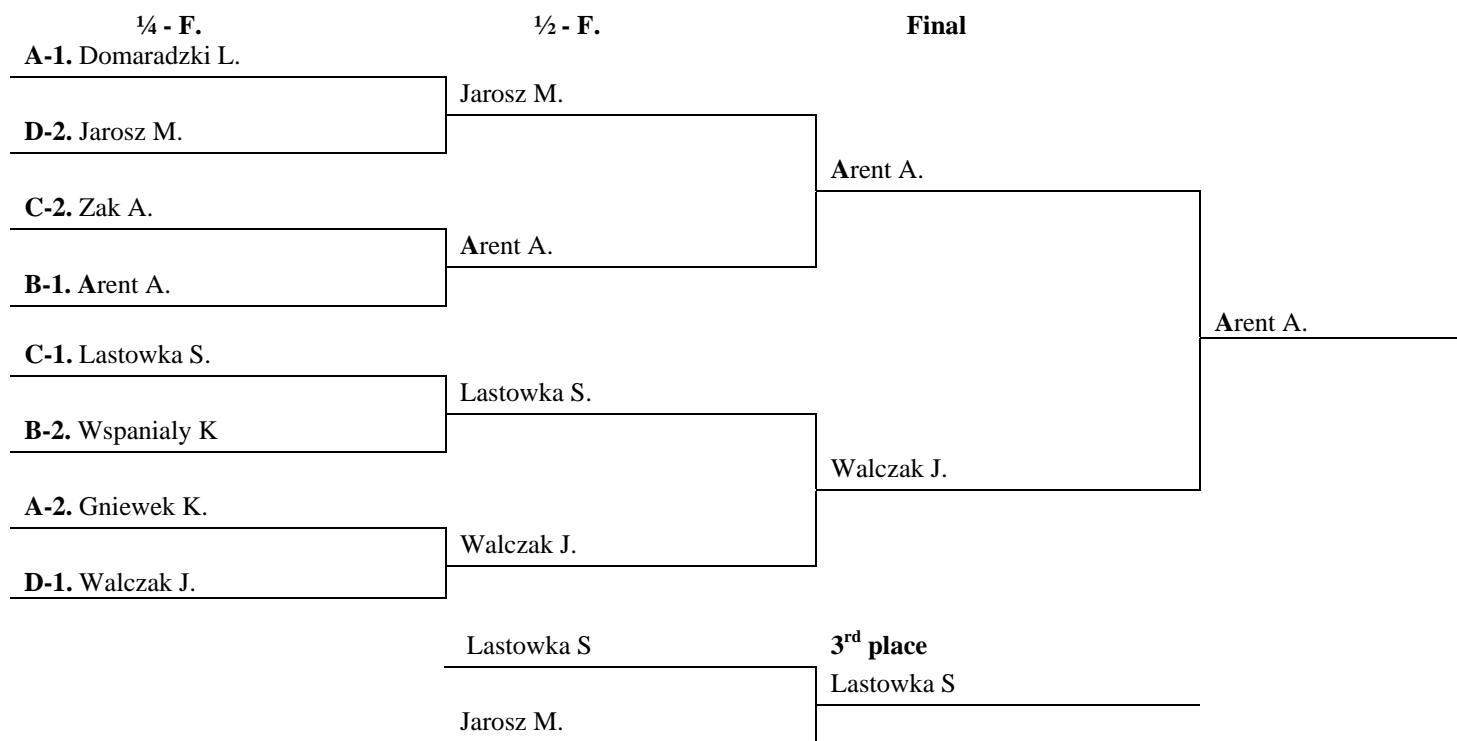 ¼ - F. ½ - F. Final
A-1. Domaradzki L.
Jarosz M.
D-2. Jarosz M.
Arent A.
C-2. Zak A.
Arent A.
B-1. Arent A.
Arent A.
C-1. Lastowka S.
Lastowka S.
B-2. Wspanialy K
Walczak J.
A-2. Gniewek K.
Walczak J.
D-1. Walczak J.
Lastowka S 3rd place
Lastowka S
Jarosz M.